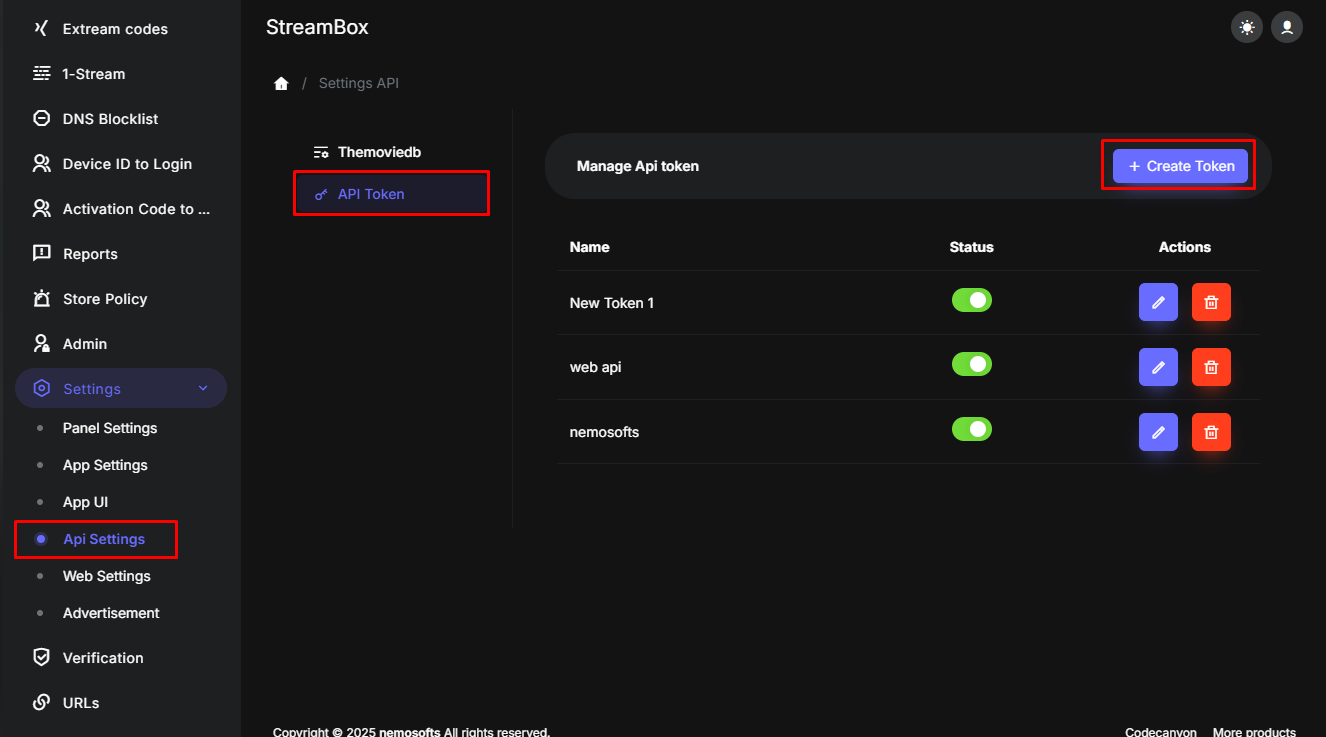 Extream codes
1-Stream
DNS Blocklist
Device ID to Login
Activation Code to ...
Reports
Store Policy
Admin
Settings
Panel Settings
App Settings
App UI
Api Settings
Web Settings
Advertisement
Verification
URLs
StreamBox
/ Settings API
Themoviedb
API Token
Manage Api token
+ Create Token
Name Status Actions
New Token 1
web api
nemosofts
Copyright © 2025 nemosofts All rights reserved.
Codecanyon More products